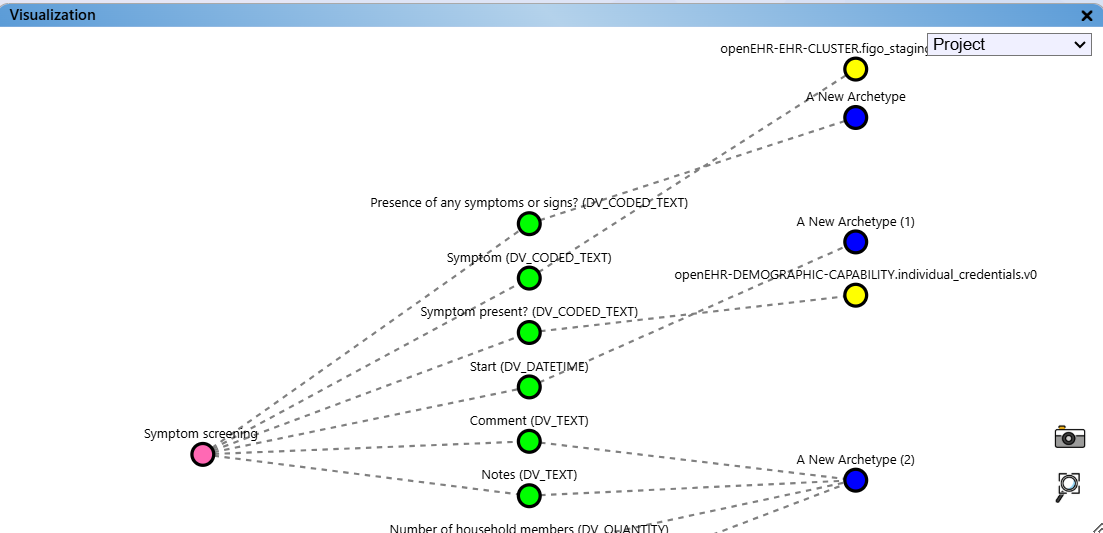 Visualization
openEHR-EHR-CLUSTER.figo_staging
Project
A New Archetype
Presence of any symptoms or signs? (DV_CODED_TEXT)
A New Archetype (1)
Symptom (DV_CODED_TEXT)
openEHR-DEMOGRAPHIC-CAPABILITY.individual_credentials.v0
Symptom present? (DV_CODED_TEXT)
Start (DV_DATETIME)
Comment (DV_TEXT)
Symptom screening
A New Archetype (2)
Notes (DV_TEXT)
Number of household members (DV_QUANTITY)